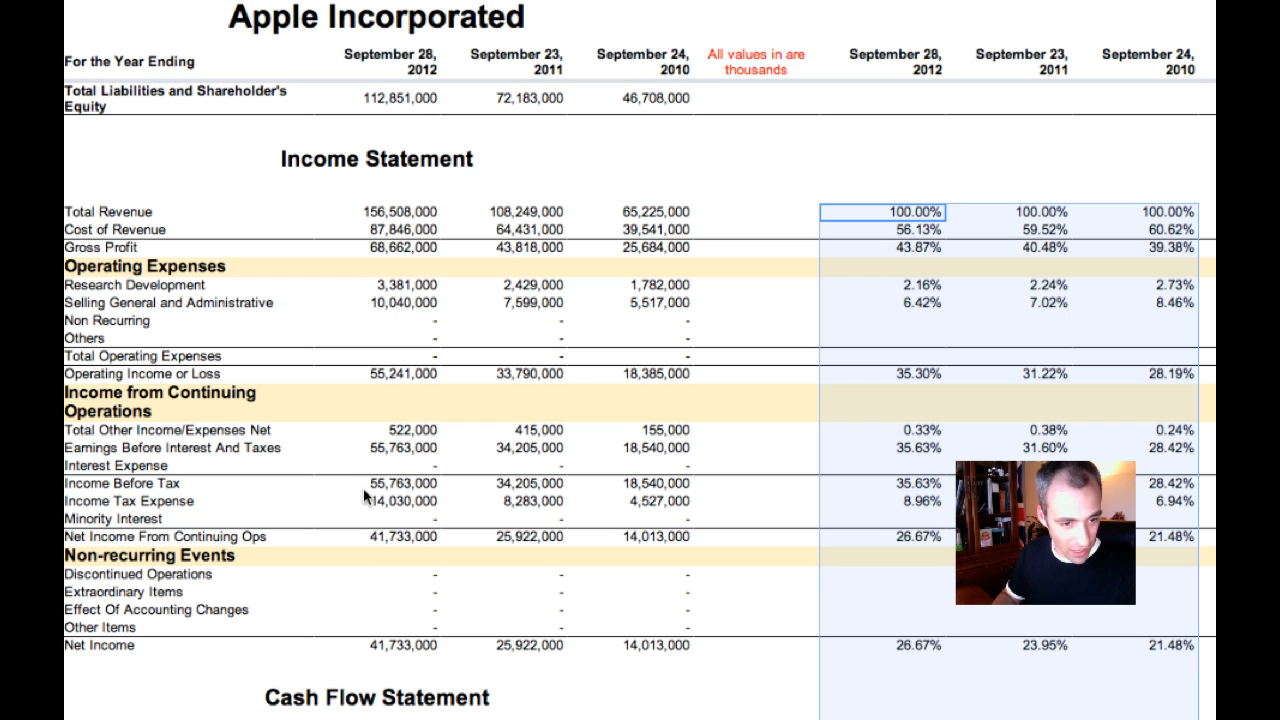 Apple Incorporated
For the Year Ending September 28, 2012 September 23, 2011 September 24, 2010 All values in are thousands September 28, 2012 September 23, 2011 September 24, 2010
Total Liabilities and Shareholder's Equity 112,851,000 72,183,000 46,708,000
Income Statement
Total Revenue 156,508,000 108,249,000 65,225,000 100.00% 100.00% 100.00%
Cost of Revenue 87,846,000 64,431,000 39,541,000 56.13% 59.52% 60.62%
Gross Profit 68,662,000 43,818,000 25,684,000 43.87% 40.48% 39.38%
Operating Expenses
Research Development 3,381,000 2,429,000 1,782,000 2.16% 2.24% 2.73%
Selling General and Administrative 10,040,000 7,599,000 5,517,000 6.42% 7.02% 8.46%
Non Recurring - - -
Others - - -
Total Operating Expenses - - -
Operating Income or Loss 55,241,000 33,790,000 18,385,000 35.30% 31.22% 28.19%
Income from Continuing Operations
Total Other Income/Expenses Net 522,000 415,000 155,000 0.33% 0.38% 0.24%
Earnings Before Interest And Taxes 55,763,000 34,205,000 18,540,000 35.63% 31.60% 28.42%
Interest Expense - - -
Income Before Tax 55,763,000 34,205,000 18,540,000 35.63% 28.42%
Income Tax Expense 14,030,000 8,283,000 4,527,000 8.96% 6.94%
Minority Interest - - -
Net Income From Continuing Ops 41,733,000 25,922,000 14,013,000 26.67% 21.48%
Non-recurring Events
Discontinued Operations - - -
Extraordinary Items - - -
Effect Of Accounting Changes - - -
Other Items - - -
Net Income 41,733,000 25,922,000 14,013,000 26.67% 23.95% 21.48%
Cash Flow Statement